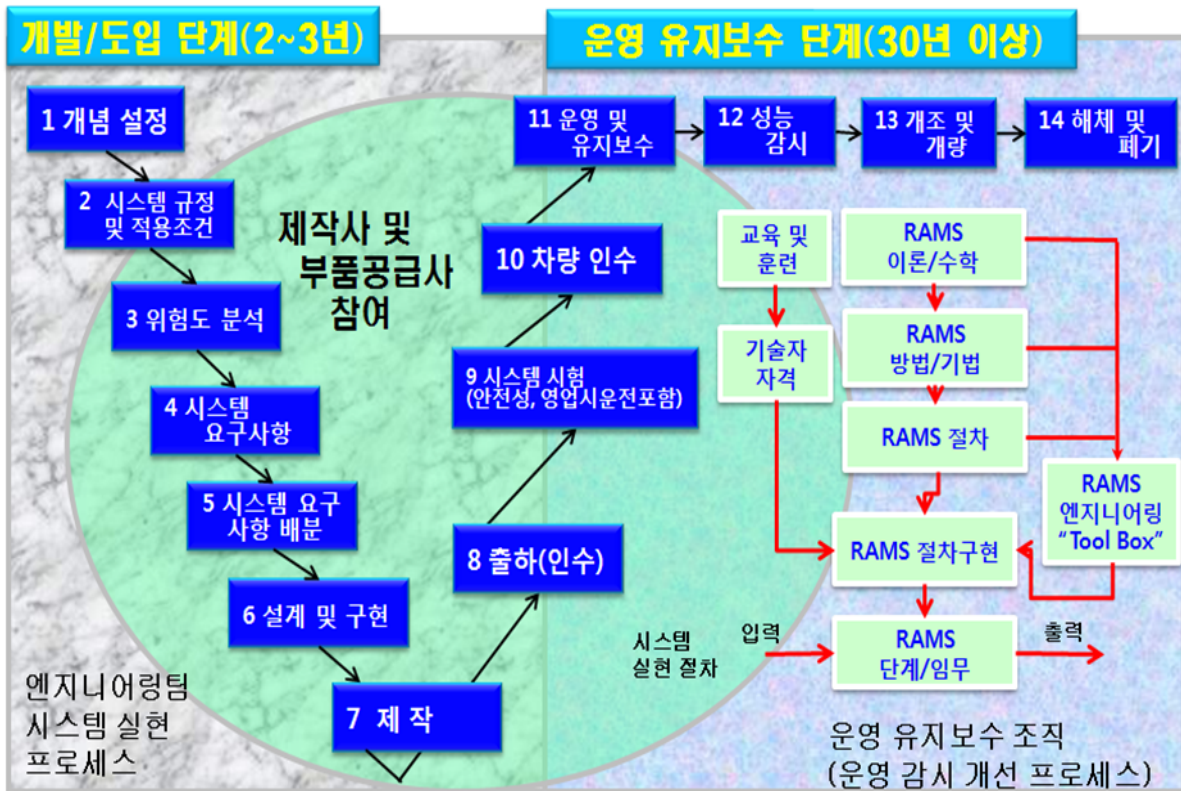 개발/도입 단계(2~3년)
운영 유지보수 단계(30년 이상)
1 개념 설정
2 시스템 규정
및 적용조건
3 위험도 분석
4 시스템
요구사항
5 시스템 요구
사항 배분
6 설계 및 구현
7 제 작
8 출하(인수)
9 시스템 시험
(안전성, 영업시운전포함)
10 차량 인수
11 운영 및
유지보수
12 성능
감시
13 개조 및
개량
14 해체 및
폐기
제작사 및
부품공급사
참여
교육 및
훈련
기술자
자격
RAMS
이론/수학
RAMS
방법/기법
RAMS 절차
RAMS
엔지니어링
“Tool Box”
RAMS 절차구현
시스템
실현 절차
입력
RAMS
단계/임무
출력
엔지니어링팀
시스템 실현
프로세스
운영 유지보수 조직
(운영 감시 개선 프로세스)